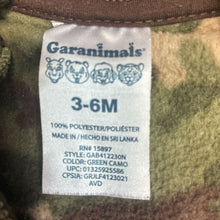 Garanimals
3-6M
100% POLYESTER/POLIÉSTER
MADE IN / HECHO EN SRI LANKA
RN# 15897
STYLE: GAB412230N
COLOR: GREEN CAMO
UPC: 01325925586
CPSIA: GRJLF4123021
AVD